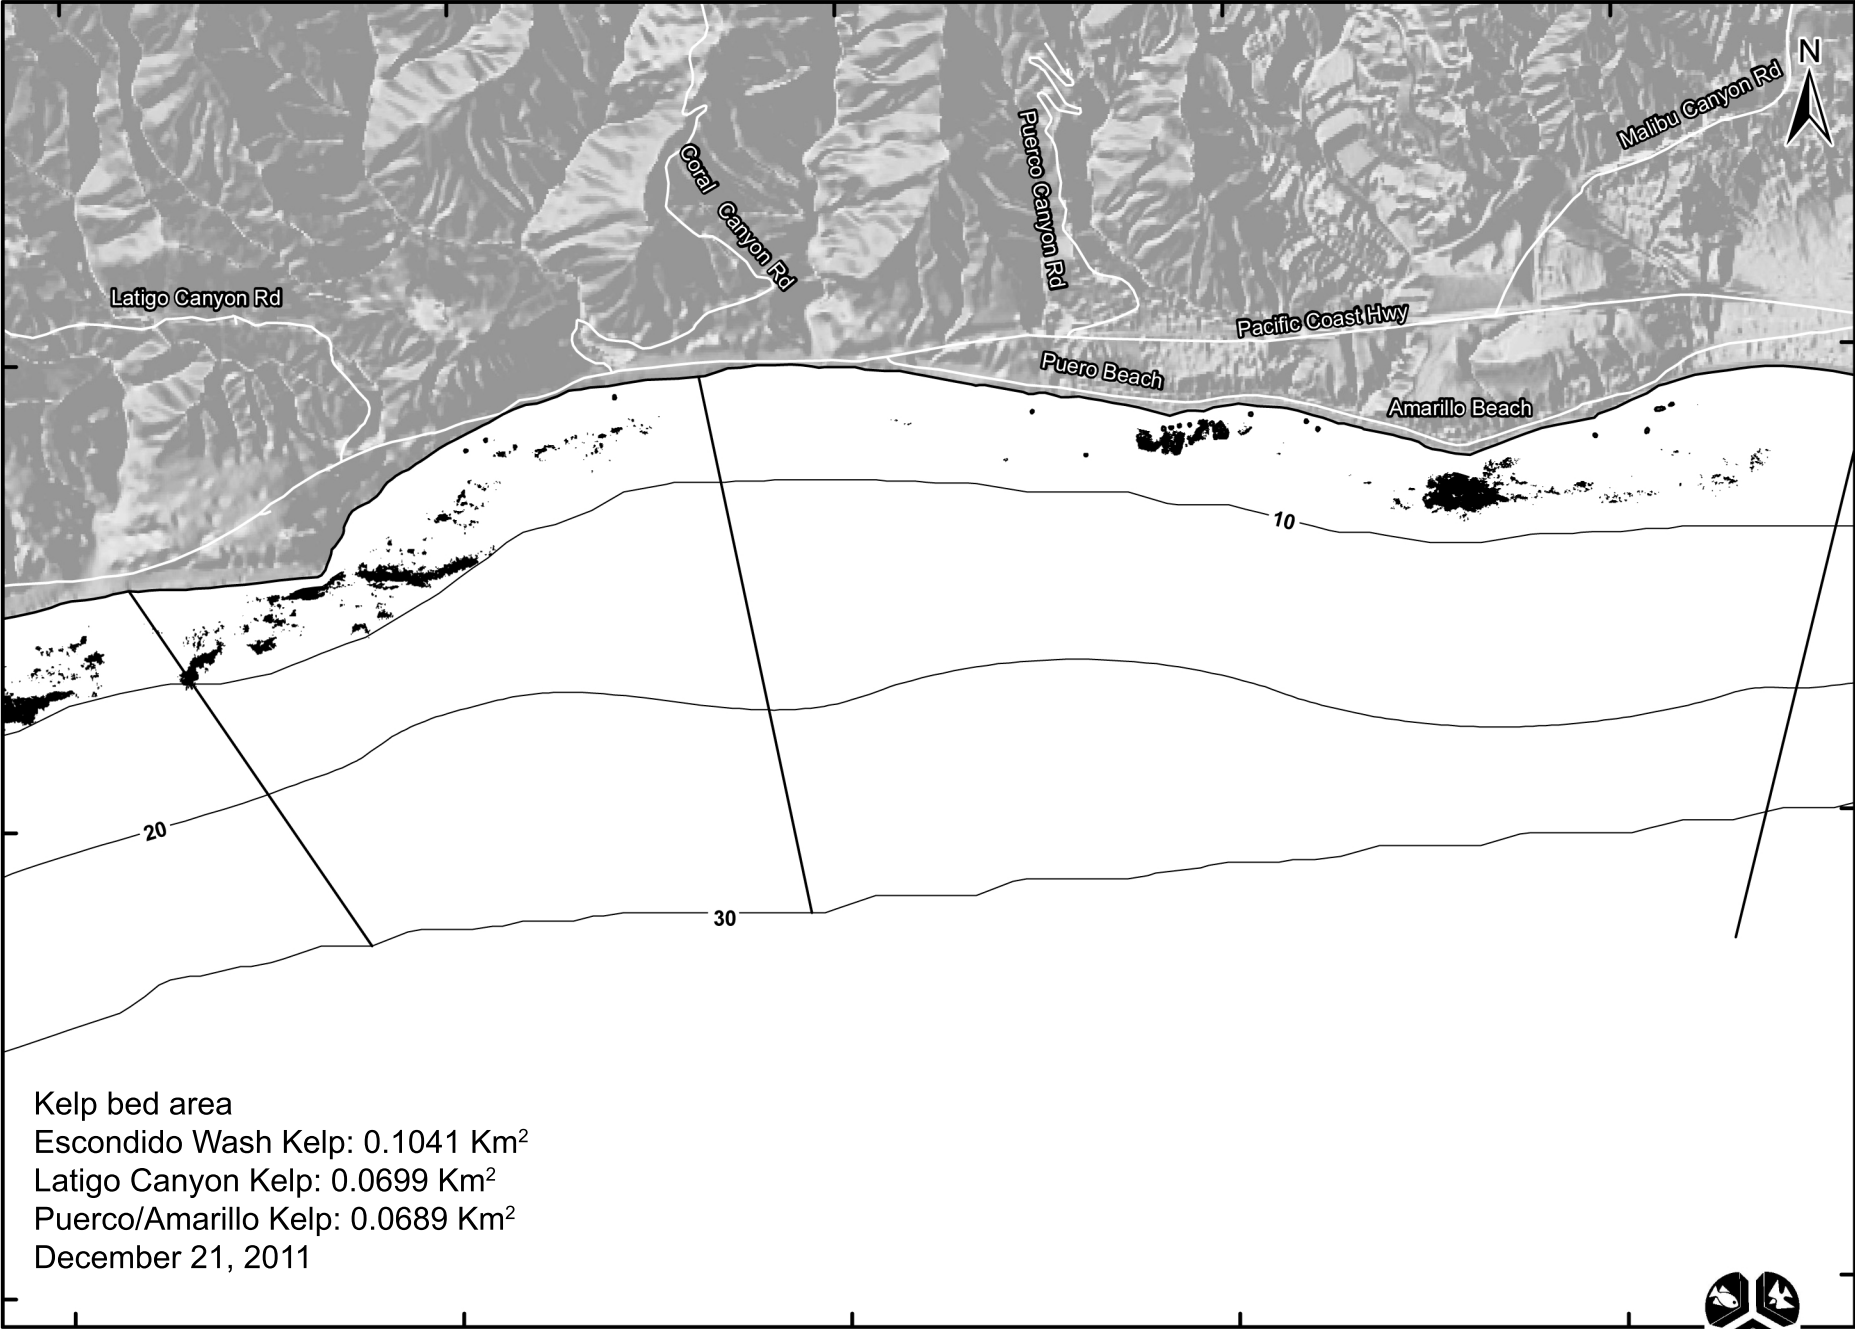 N
Malibu Canyon Rd
Coral Canyon Rd
Puerco Canyon Rd
Latigo Canyon Rd
Pacific Coast Hwy
Puero Beach
Amarillo Beach
10
20
30
Kelp bed area
Escondido Wash Kelp: 0.1041 Km²
Latigo Canyon Kelp: 0.0699 Km²
Puerco/Amarillo Kelp: 0.0689 Km²
December 21, 2011